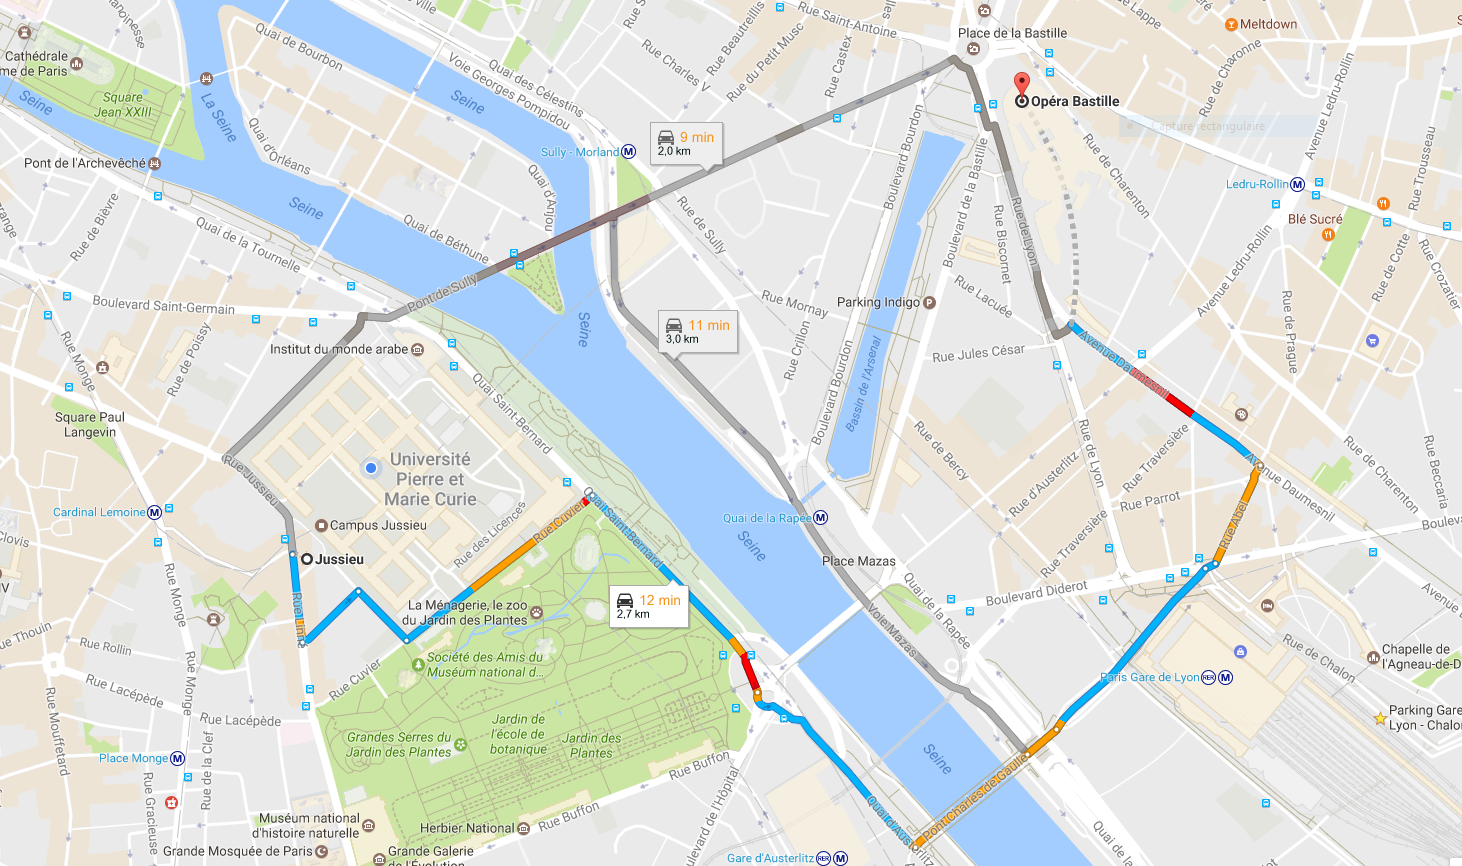 Rue Saint-Antoine
Rue de Lappe
Meltdown
Place de la Bastille
Cathédrale
me de Paris
Quai de Bourbon
Voie Georges Pompidou
Quai des Célestins
Rue Charles V
Rue Beautreillis
Rue du Petit Musc
Rue Castex
Rue de Charonne
Avenue Ledru-Rollin
Square
Jean XXIII
Seine
La Seine
Seine
Opéra Bastille
Capture rectangulaire
Quai d'Orléans
9 min
2,0 km
Sully - Morland
Boulevard Bourdon
Boulevard de la Bastille
Rue de Charenton
Rue Trousseau
Pont de l'Archevêché
Ledru-Rollin
Rue de Bièvre
Seine
Quai d'Anjou
Quai de Béthune
Rue de Sully
Rue Biscornet
Rue de Lyon
Blé Sucré
Rue de Cotte
Rue Crozatier
Quai de la Tournelle
Pont de Sully
Avenue Ledru-Rollin
Boulevard Saint-Germain
Rue Mornay
Parking Indigo
Rue Lacuée
Rue de Prague
Seine
11 min
3,0 km
Rue Monge
Rue de Poissy
Institut du monde arabe
Rue Crillon
Boulevard Bourdon
Bassin de l'Arsenal
Rue Jules César
Avenue Daumesnil
Quai Saint-Bernard
Square Paul
Langevin
Rue Jussieu
Université
Pierre et
Marie Curie
Rue de Bercy
Rue de Lyon
Rue Traversière
Rue de Charenton
Rue Beccaria
Avenue Daumesnil
Rue d'Austerlitz
Rue Parrot
Rue Abel
Cardinal Lemoine
Campus Jussieu
Rue des Licences
Rue Cuvier
Quai Saint-Bernard
Quai de la Rapée
Seine
Rue Traversière
Clovis
Jussieu
Place Mazas
Boulevard Diderot
Rue Monge
Rue Linné
La Ménagerie, le zoo
du Jardin des Plantes
12 min
2,7 km
Voie Mazas
Quai de la Rapée
Rue Thouin
Rue Rollin
Rue Cuvier
Société des Amis du
Muséum national d...
Rue de Chalon
Chapelle de
l'Agneau-de-D
Paris Gare de Lyon
RER
Rue Lacépède
Rue Lacépède
Rue Monge
Rue Mouffetard
Rue de la Clef
Grandes Serres du
Jardin des Plantes
Jardin de
l'école de
botanique
Jardin des
Plantes
Parking Gare
Lyon - Chalon
Place Monge
Rue Buffon
Seine
Pont Charles de Gaulle
Quai d'Austerlitz
Rue Gracieuse
Boulevard de l'Hôpital
Muséum national
d'histoire naturelle
Herbier National
Rue Buffon
Grande Mosquée de Paris
Grande Galerie
de l'Évolution
Gare d'Austerlitz
RER
Quai de la